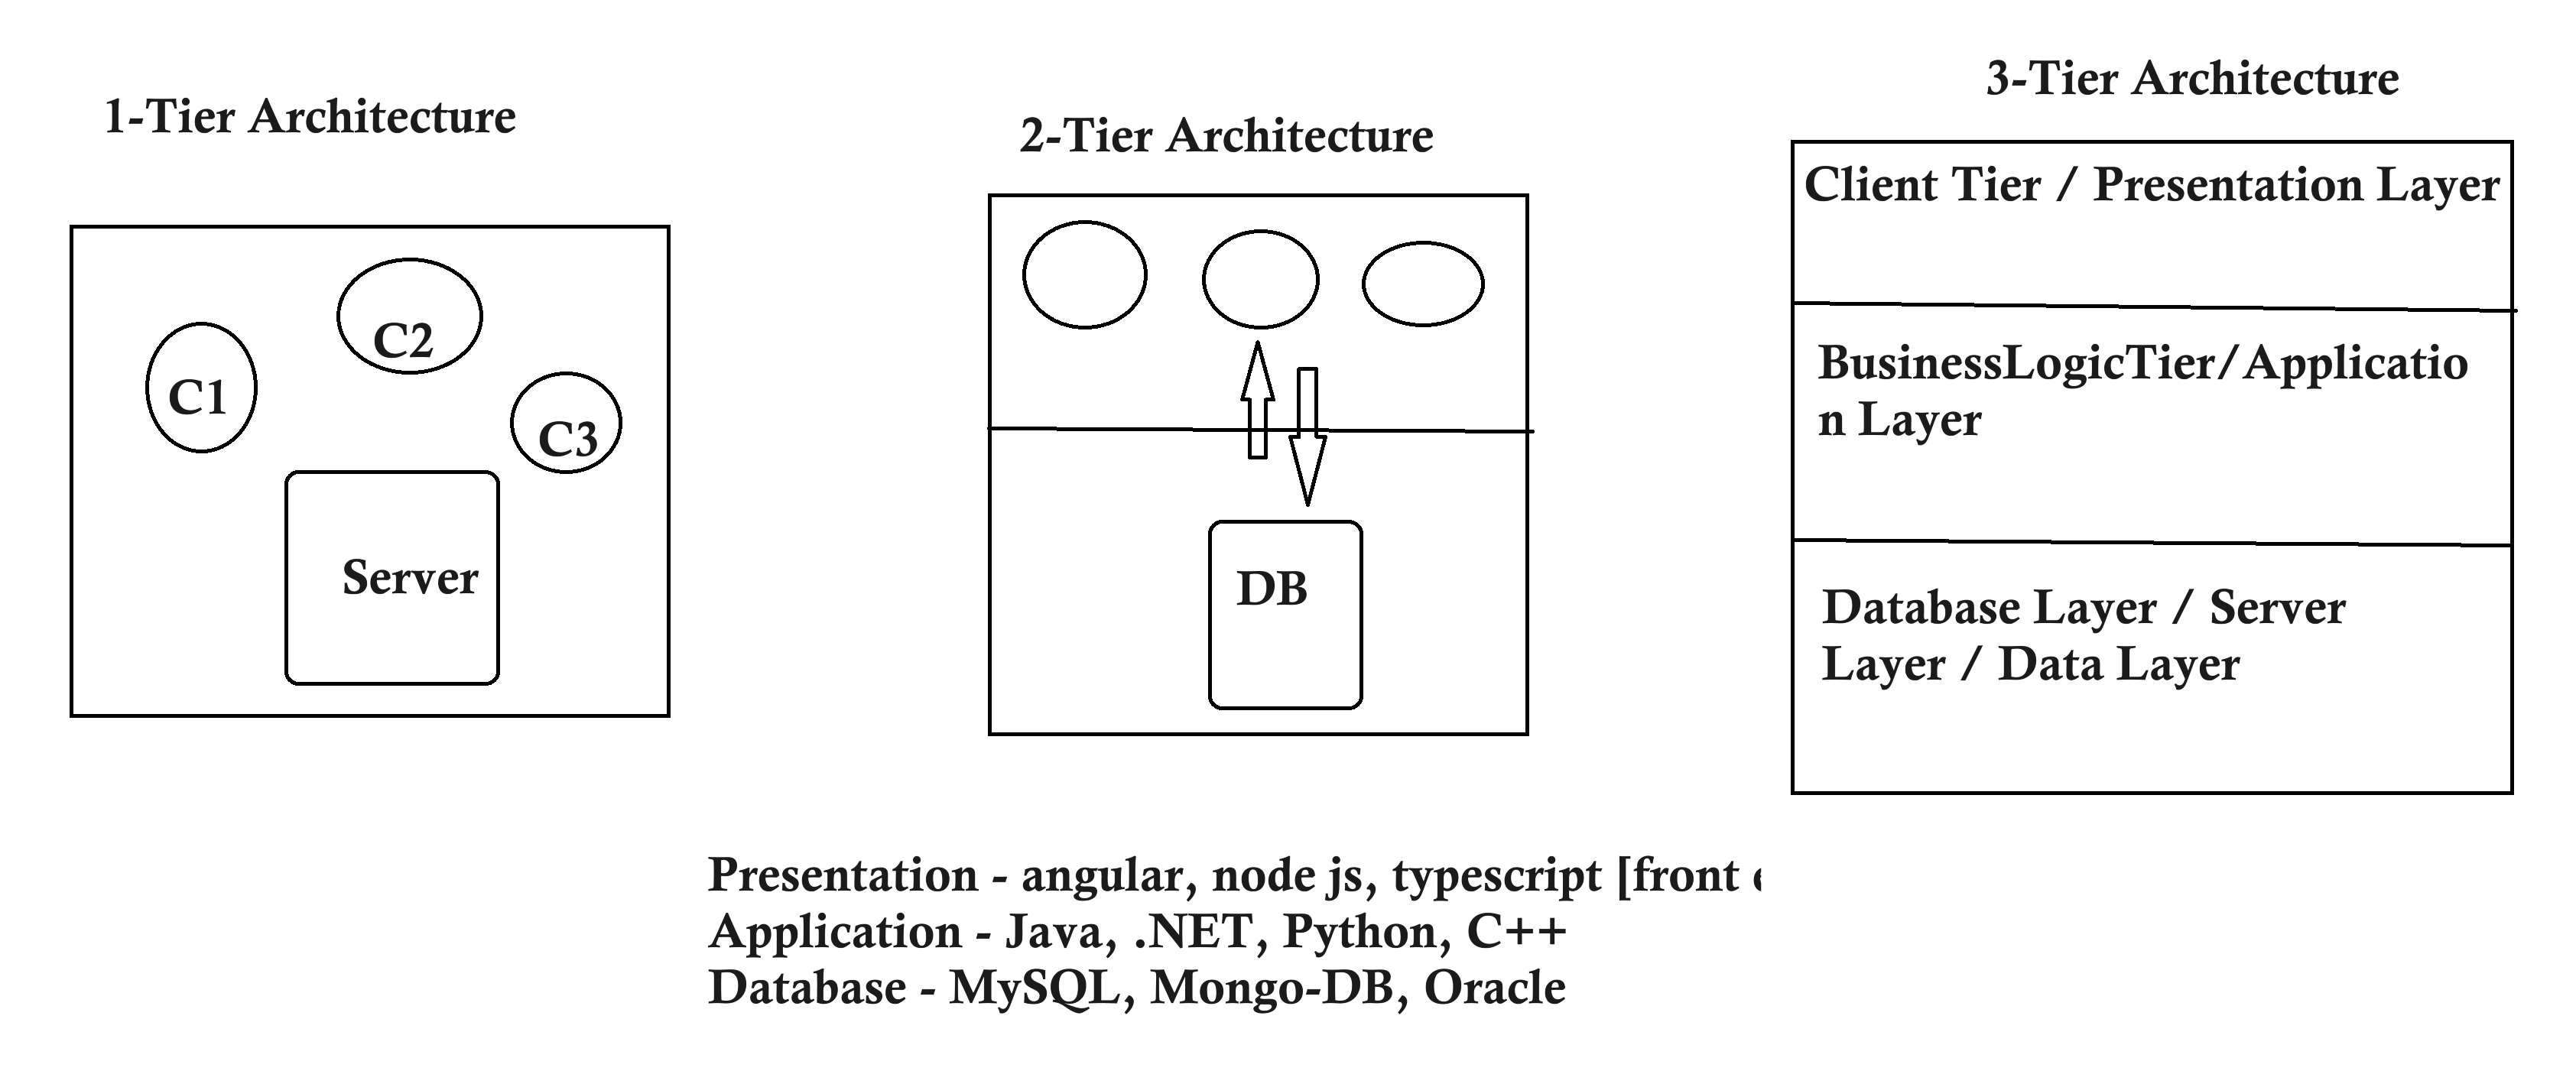 1-Tier Architecture
C1
C2
C3
Server
2-Tier Architecture
DB
3-Tier Architecture
Client Tier / Presentation Layer
BusinessLogicTier/Applicatio
n Layer
Database Layer / Server
Layer / Data Layer
Presentation - angular, node js, typescript [front
Application - Java, .NET, Python, C++
Database - MySQL, Mongo-DB, Oracle